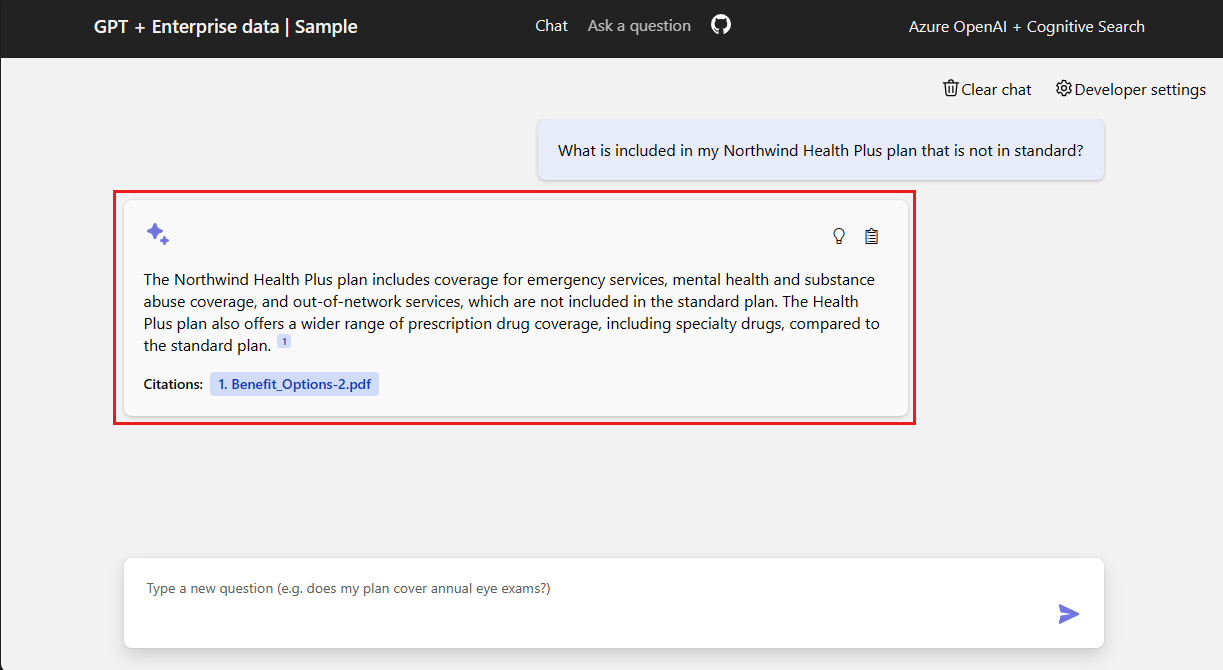 GPT + Enterprise data | Sample
Chat
Ask a question
Azure OpenAI + Cognitive Search
Clear chat
Developer settings
What is included in my Northwind Health Plus plan that is not in standard?
The Northwind Health Plus plan includes coverage for emergency services, mental health and substance
abuse coverage, and out-of-network services, which are not included in the standard plan. The Health
Plus plan also offers a wider range of prescription drug coverage, including specialty drugs, compared to
the standard plan. 1
Citations: 1. Benefit_Options-2.pdf
Type a new question (e.g. does my plan cover annual eye exams?)